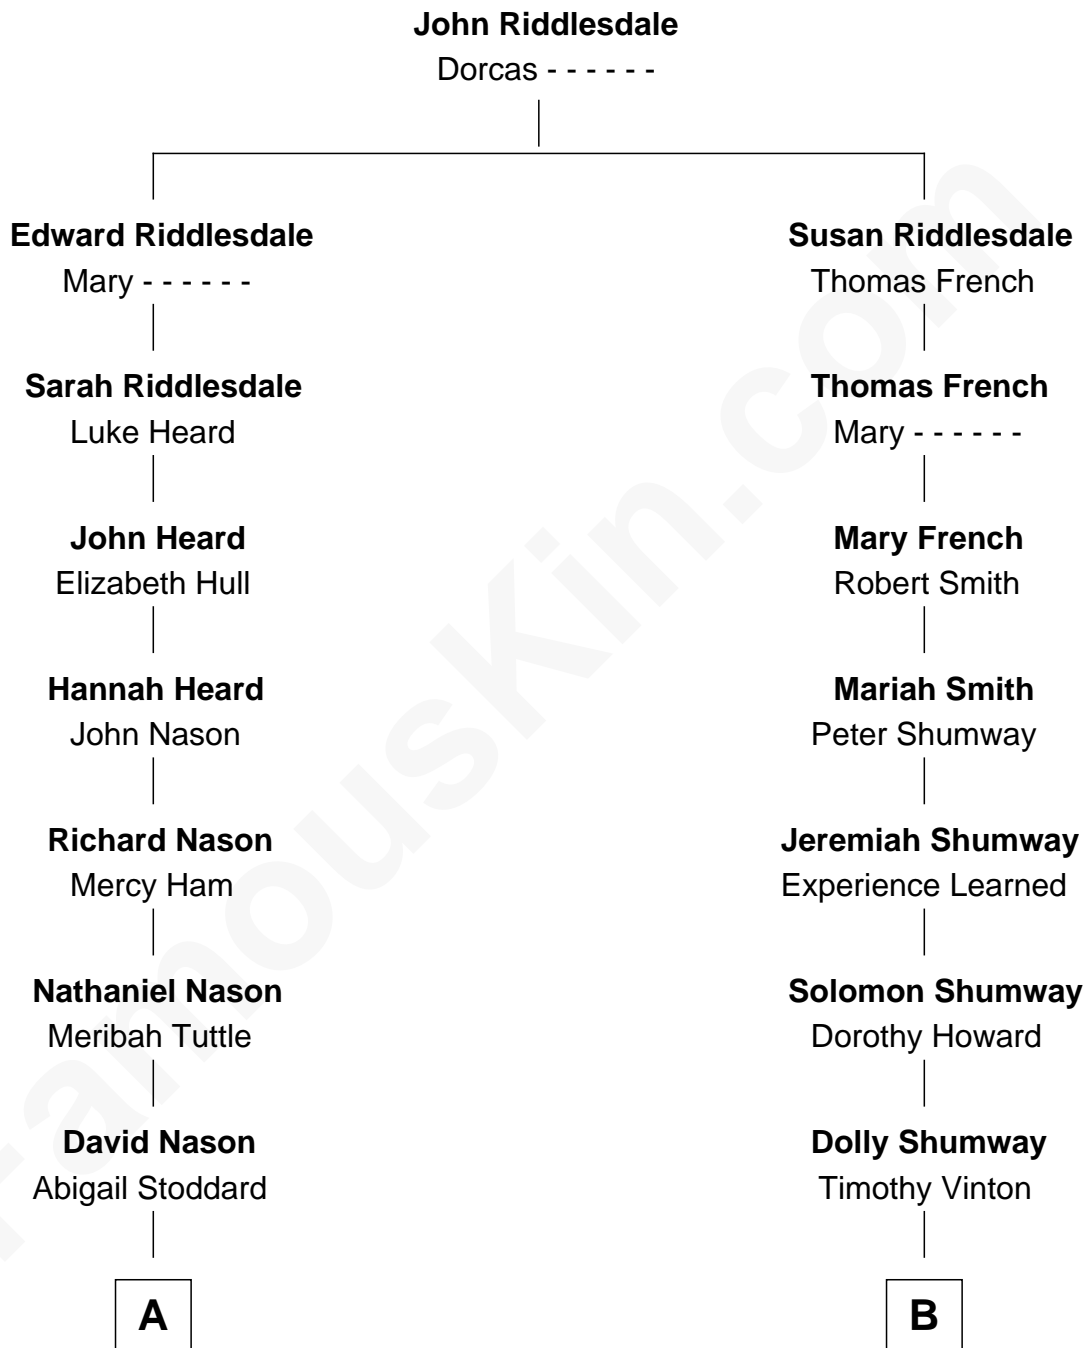 John Riddlesdale
Dorcas - - - - - -
Edward Riddlesdale
Mary - - - - - -
Sarah Riddlesdale
Luke Heard
John Heard
Elizabeth Hull
Hannah Heard
John Nason
Richard Nason
Mercy Ham
Nathaniel Nason
Meribah Tuttle
David Nason
Abigail Stoddard
A
Susan Riddlesdale
Thomas French
Thomas French
Mary - - - - - -
Mary French
Robert Smith
Mariah Smith
Peter Shumway
Jeremiah Shumway
Experience Learned
Solomon Shumway
Dorothy Howard
Dolly Shumway
Timothy Vinton
B
FamousKin.com